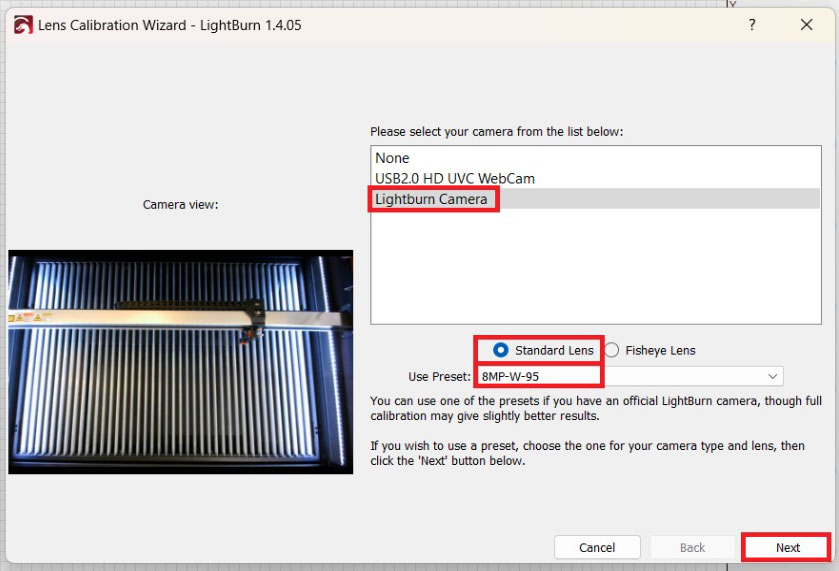 Lens Calibration Wizard - LightBurn 1.4.05
?
Please select your camera from the list below:
None
USB2.0 HD UVC WebCam
Lightburn Camera
Camera view:
Standard Lens
Fisheye Lens
Use Preset:
8MP-W-95
You can use one of the presets if you have an official LightBurn camera, though full
calibration may give slightly better results.
If you wish to use a preset, choose the one for your camera type and lens, then
click the 'Next' button below.
Cancel
Back
Next